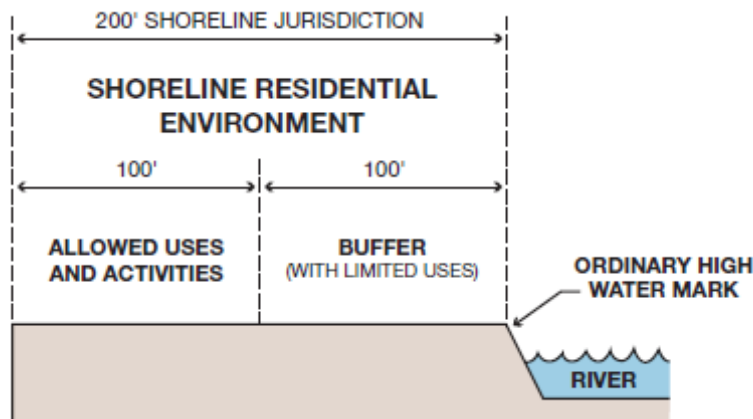 200' SHORELINE JURISDICTION
SHORELINE RESIDENTIAL
ENVIRONMENT
100'
100'
ALLOWED USES
AND ACTIVITIES
BUFFER
(WITH LIMITED USES)
ORDINARY HIGH
WATER MARK
RIVER